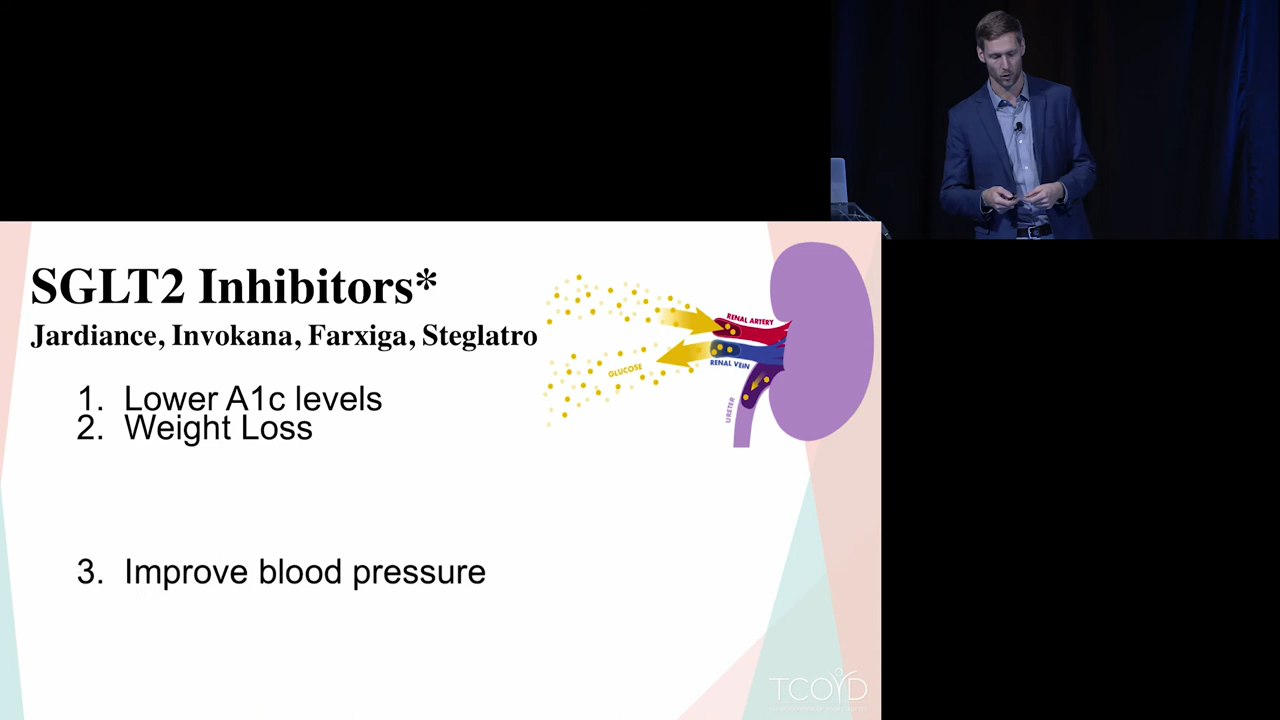 SGLT2 Inhibitors*
Jardiance, Invokana, Farxiga, Steglatro
1. Lower A1c levels
2. Weight Loss
3. Improve blood pressure
RENAL ARTERY
RENAL VEIN
GLUCOSE
URETER
TCOYD